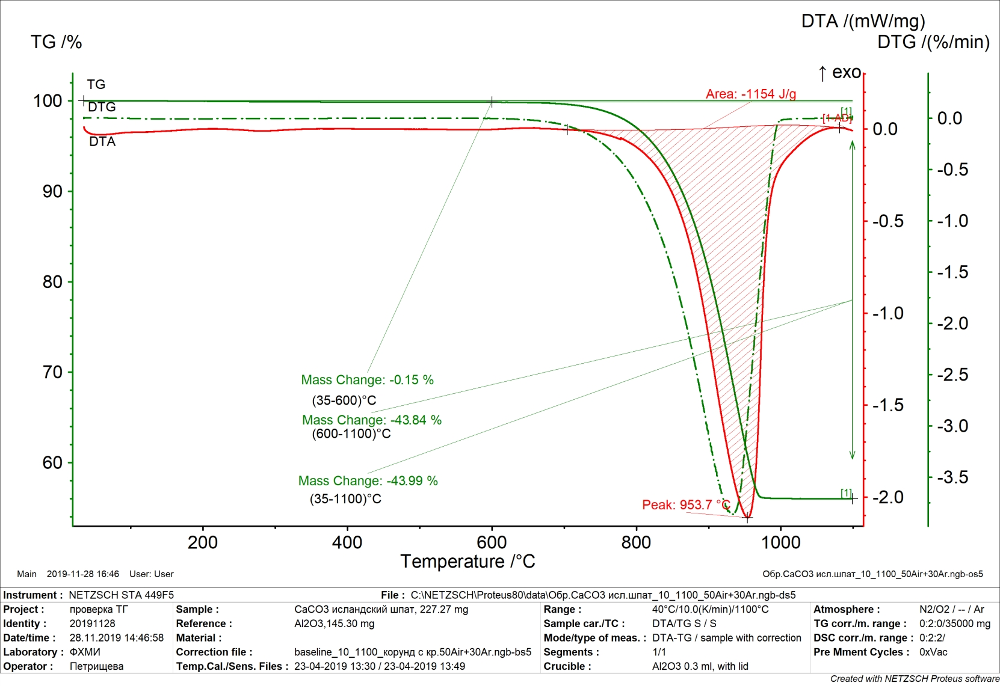 DTA /(mW/mg)
TG /%
DTG /(%/min)
↑ exo
TG
Area: -1154 J/g
100
DTG
[1]
[1-AD]
0.0
0.0
DTA
-0.5
90
-0.5
-1.0
80
-1.5
-1.0
-2.0
70
-2.5
Mass Change: -0.15 %
(35-600)°C
-1.5
Mass Change: -43.84 %
(600-1100)°C
-3.0
60
-3.5
Mass Change: -43.99 %
(35-1100)°C
[1]
-2.0
Peak: 953.7 °C
200 400 600 800 1000
Temperature /°C
Main 2019-11-28 16:46 User: User
Обр.CaCO3 исл.шпат_10_1100_50Air+30Ar.ngb-os5
Instrument : NETZSCH STA 449F5 File : C:\NETZSCH\Proteus80\data\Обр.CaCO3 исл.шпат_10_1100_50Air+30Ar.ngb-ds5
Project : проверка ТГ Sample : CaCO3 исландский шпат, 227.27 mg Range : 40°C/10.0(K/min)/1100°C Atmosphere : N2/O2 / -- / Ar
Identity : 20191128 Reference : Al2O3,145.30 mg Sample car./TC : DTA/TG S / S TG corr./m. range : 0:2:0/35000 mg
Date/time : 28.11.2019 14:46:58 Material : Mode/type of meas. : DTA-TG / sample with correction DSC corr./m. range : 0:2:2/
Laboratory : ФХМИ Correction file : baseline_10_1100_корунд с кр.50Air+30Ar.ngb-bs5 Segments : 1/1 Pre Mment Cycles : 0xVac
Operator : Петрищева Temp.Cal./Sens. Files : 23-04-2019 13:30 / 23-04-2019 13:49 Crucible : Al2O3 0.3 ml, with lid
Created with NETZSCH Proteus software